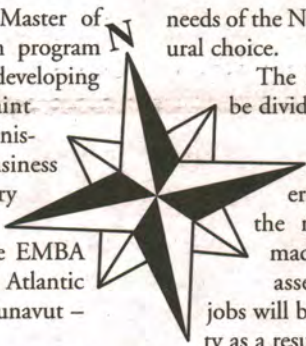 Master of
n program
developing
aint
nis-
siness
ry
e EMBA
Atlantic
unavut –
N
needs of the N
ural choice.
The
be divid
er
the n
mac
asse
jobs will b
ty as a resu